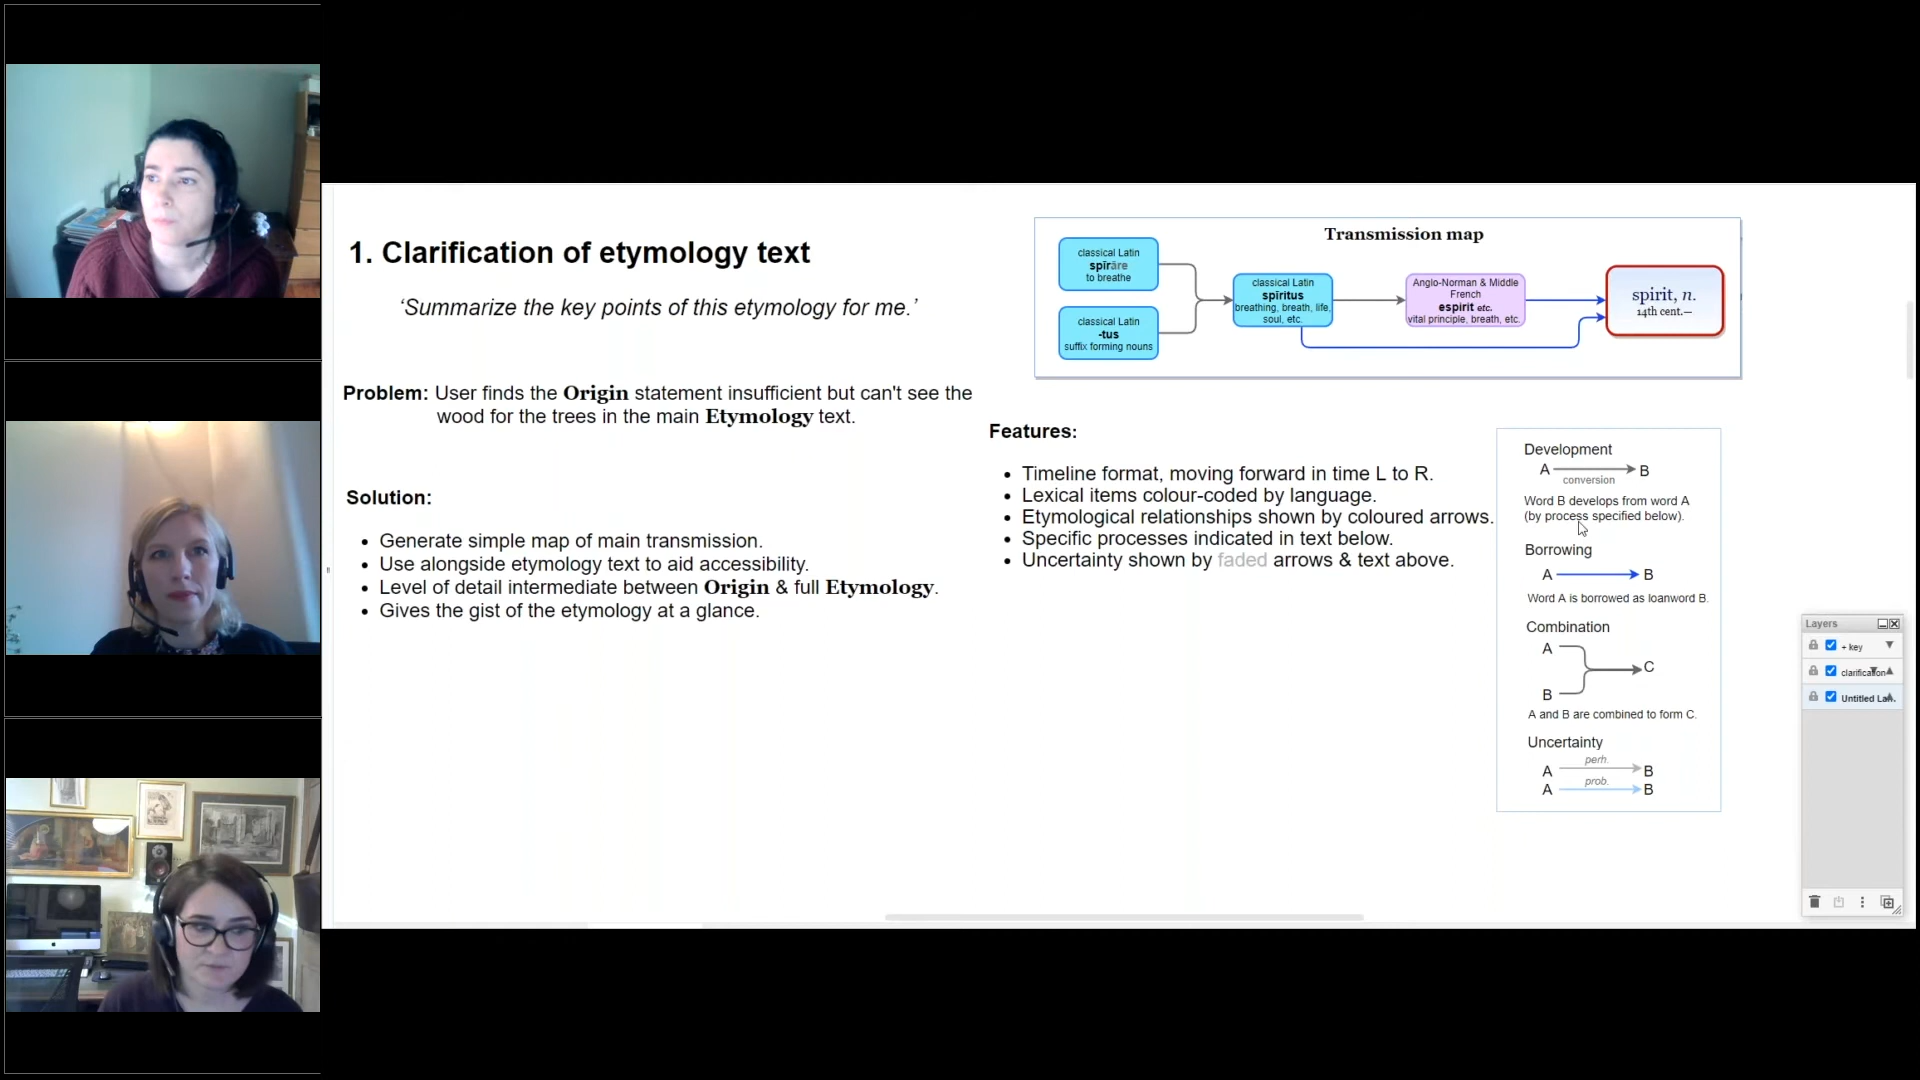 1. Clarification of etymology text
‘Summarize the key points of this etymology for me.’
Problem: User finds the Origin statement insufficient but can't see the
wood for the trees in the main Etymology text.
Solution:
• Generate simple map of main transmission.
• Use alongside etymology text to aid accessibility.
• Level of detail intermediate between Origin & full Etymology.
• Gives the gist of the etymology at a glance.
Transmission map
classical Latin
spīrāre
to breathe
classical Latin
-tus
suffix forming nouns
classical Latin
spīritus
breathing, breath, life,
soul, etc.
Anglo-Norman & Middle
French
espirit etc.
vital principle, breath, etc.
spirit, n.
14th cent.—
Features:
• Timeline format, moving forward in time L to R.
• Lexical items colour-coded by language.
• Etymological relationships shown by coloured arrows.
• Specific processes indicated in text below.
• Uncertainty shown by faded arrows & text above.
Development
A B
conversion
Word B develops from word A
(by process specified below).
Borrowing
A B
Word A is borrowed as loanword B.
Combination
A
C
B
A and B are combined to form C.
Uncertainty
perh.
A B
prob.
A B
Layers
+ key
clarification
Untitled